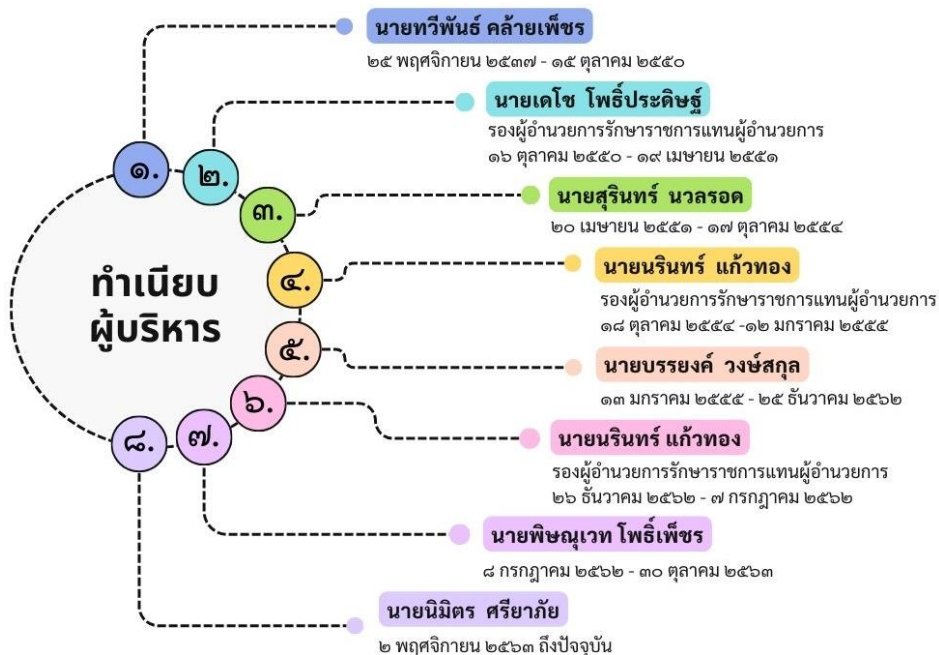 ทำเนียบ
ผู้บริหาร
๑.
นายทวีพันธ์ คล้ายเพ็ชร
๒๕ พฤศจิกายน ๒๕๓๗ - ๑๕ ตุลาคม ๒๕๕๐
๒.
นายเดโช โพธิ์ประดิษฐ์
รองผู้อำนวยการรักษาราชการแทนผู้อำนวยการ
๑๖ ตุลาคม ๒๕๕๐ - ๑๙ เมษายน ๒๕๕๑
๓.
นายสุรินทร์ นวลรอด
๒๐ เมษายน ๒๕๕๑ - ๑๗ ตุลาคม ๒๕๕๔
๔.
นายนรินทร์ แก้วทอง
รองผู้อำนวยการรักษาราชการแทนผู้อำนวยการ
๑๘ ตุลาคม ๒๕๕๔ -๑๒ มกราคม ๒๕๕๕
๕.
นายบรรยงค์ วงษ์สกุล
๑๓ มกราคม ๒๕๕๕ - ๒๕ ธันวาคม ๒๕๖๒
๖.
นายนรินทร์ แก้วทอง
รองผู้อำนวยการรักษาราชการแทนผู้อำนวยการ
๒๖ ธันวาคม ๒๕๖๒ - ๗ กรกฎาคม ๒๕๖๒
๗.
นายพิษณุเวท โพธิ์เพ็ชร
๘ กรกฎาคม ๒๕๖๒ - ๓๐ ตุลาคม ๒๕๖๓
๘.
นายนิมิตร ศรียาภัย
๒ พฤศจิกายน ๒๕๖๓ ถึงปัจจุบัน